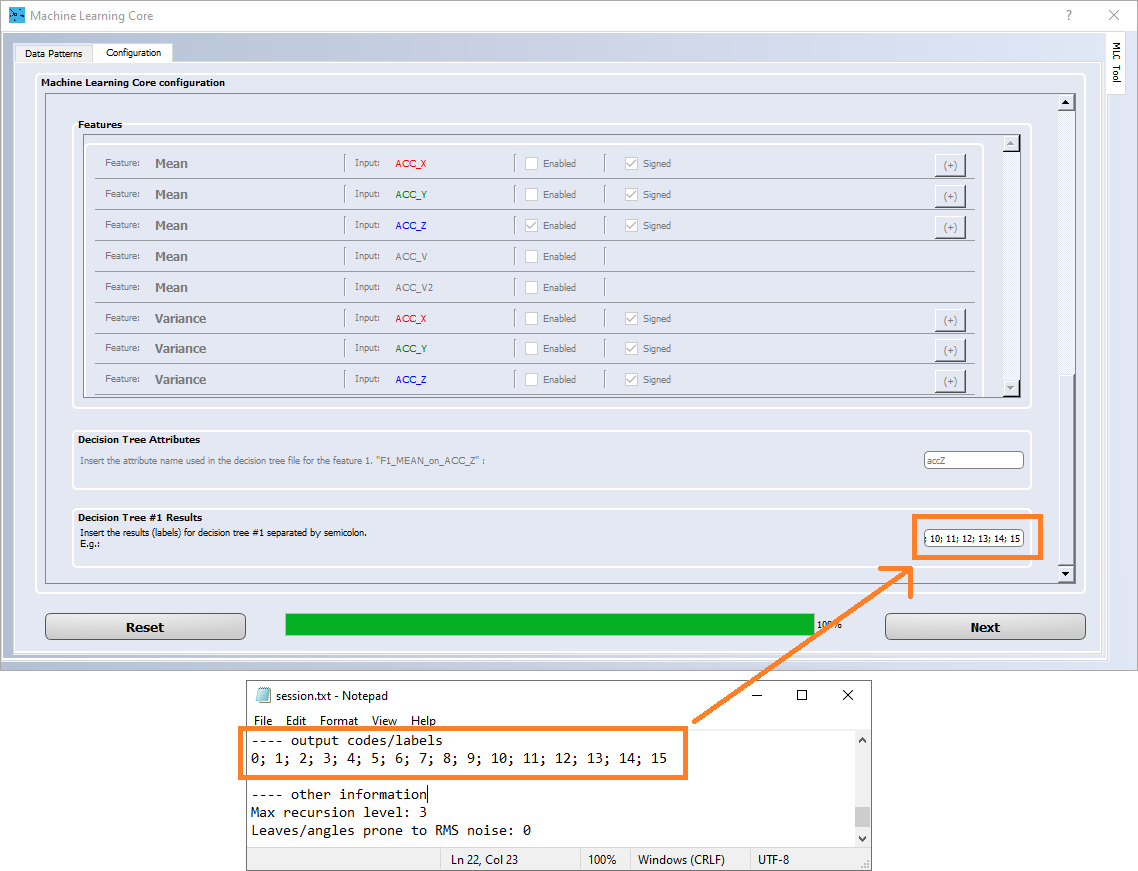 Machine Learning Core ?
MLC Tool
Data Patterns Configuration
Machine Learning Core configuration
Features
Feature: Mean Input: ACC_X Enabled Signed (+)
Feature: Mean Input: ACC_Y Enabled Signed (+)
Feature: Mean Input: ACC_Z Enabled Signed (+)
Feature: Mean Input: ACC_V Enabled
Feature: Mean Input: ACC_V2 Enabled
Feature: Variance Input: ACC_X Enabled Signed (+)
Feature: Variance Input: ACC_Y Enabled Signed (+)
Feature: Variance Input: ACC_Z Enabled Signed (+)
Decision Tree Attributes
Insert the attribute name used in the decision tree file for the feature 1. "F1_MEAN_on_ACC_Z" : accZ
Decision Tree #1 Results
Insert the results (labels) for decision tree #1 separated by semicolon.
E.g.:
; 10; 11; 12; 13; 14; 15
Reset 100% Next
session.txt - Notepad
File Edit Format View Help
---- output codes/labels
0; 1; 2; 3; 4; 5; 6; 7; 8; 9; 10; 11; 12; 13; 14; 15
---- other information
Max recursion level: 3
Leaves/angles prone to RMS noise: 0
Ln 22, Col 23 100% Windows (CRLF) UTF-8